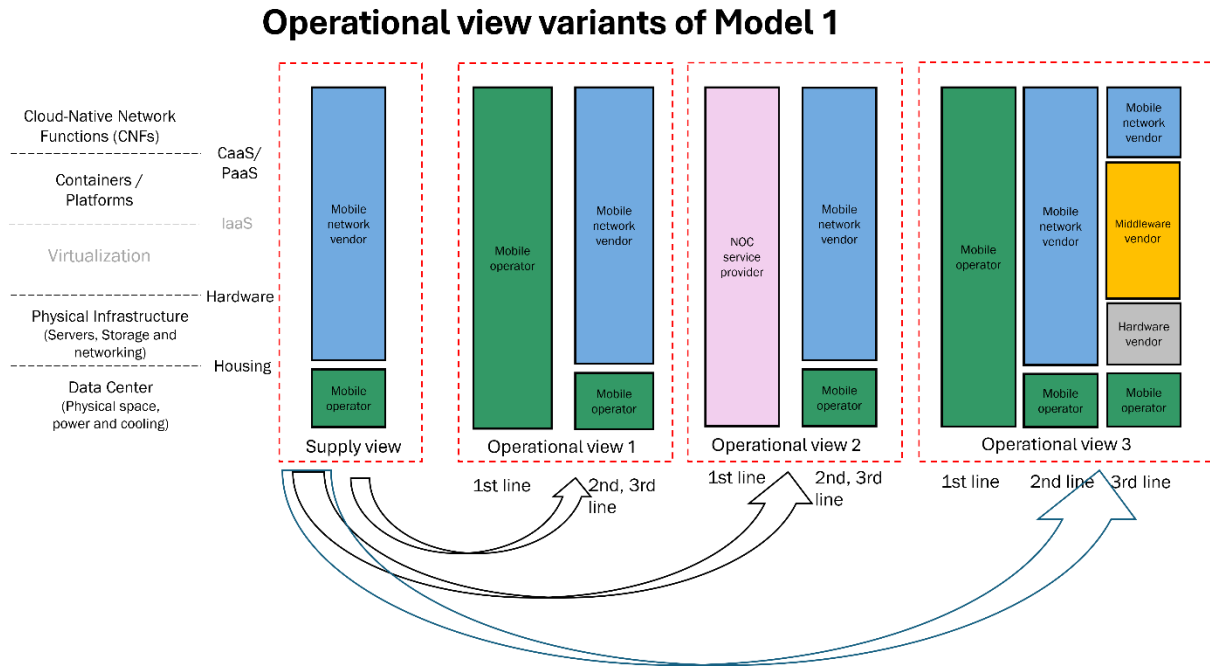 Operational view variants of Model 1
Cloud-Native Network
Functions (CNFs)
CaaS/
PaaS
Containers /
Platforms
IaaS
Virtualization
Hardware
Physical Infrastructure
(Servers, Storage and
networking)
Housing
Data Center
(Physical space,
power and cooling)
Mobile
network
vendor
Mobile
operator
Supply view
Mobile
operator
Mobile
network
vendor
Mobile
operator
Operational view 1
1st line
2nd, 3rd
line
NOC
service
provider
Mobile
network
vendor
Mobile
operator
Operational view 2
1st line
2nd, 3rd
line
Mobile
operator
Mobile
network
vendor
Mobile
operator
Mobile
network
vendor
Middleware
vendor
Hardware
vendor
Mobile
operator
Operational view 3
1st line
2nd line
3rd line